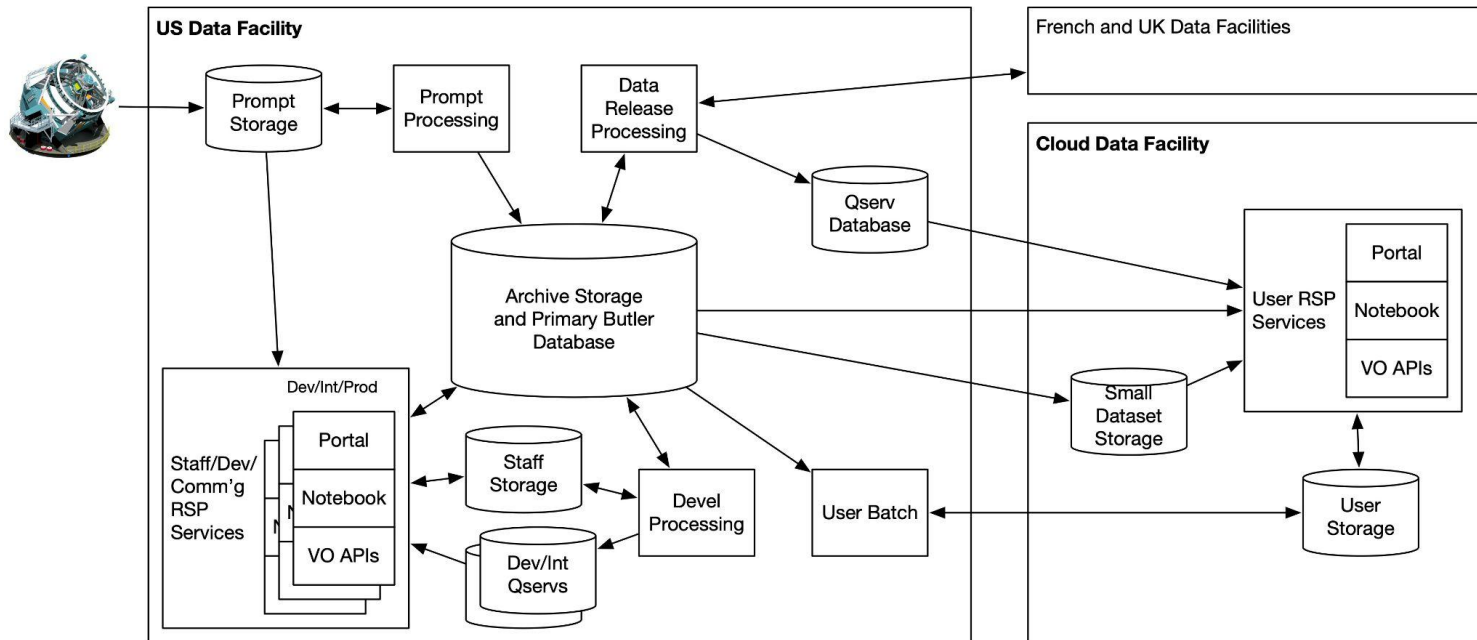 US Data Facility
French and UK Data Facilities
Prompt
Storage
Prompt
Processing
Data
Release
Processing
Cloud Data Facility
Qserv
Database
User RSP
Services
Portal
Notebook
VO APIs
Archive Storage
and Primary Butler
Database
Small
Dataset
Storage
Dev/Int/Prod
Staff/Dev/
Comm'g
RSP
Services
Portal
Notebook
VO APIs
N
N
Staff
Storage
Devel
Processing
User Batch
User
Storage
Dev/Int
Qservs